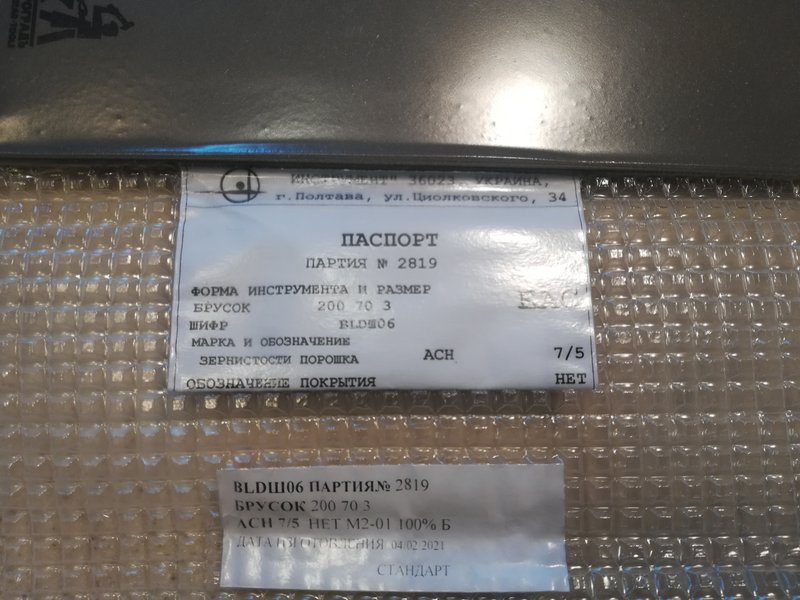 ИНСТРУМЕНТ" 36023 УКРАИНА,
г.Полтава, ул.Циолковского, 34
ПАСПОРТ
ПАРТИЯ № 2819
ФОРМА ИНСТРУМЕНТА И РАЗМЕР
БРУСОК 200 70 3
ШИФР BLDШ06
МАРКА И ОБОЗНАЧЕНИЕ
ЗЕРНИСТОСТИ ПОРОШКА АСН 7/5
ОБОЗНАЧЕНИЕ ПОКРЫТИЯ НЕТ
BLDШ06 ПАРТИЯ№ 2819
БРУСОК 200 70 3
АСН 7/5 НЕТ М2-01 100% Б
ДАТА ИЗГОТОВЛЕНИЯ 04/02 2021
СТАНДАРТ